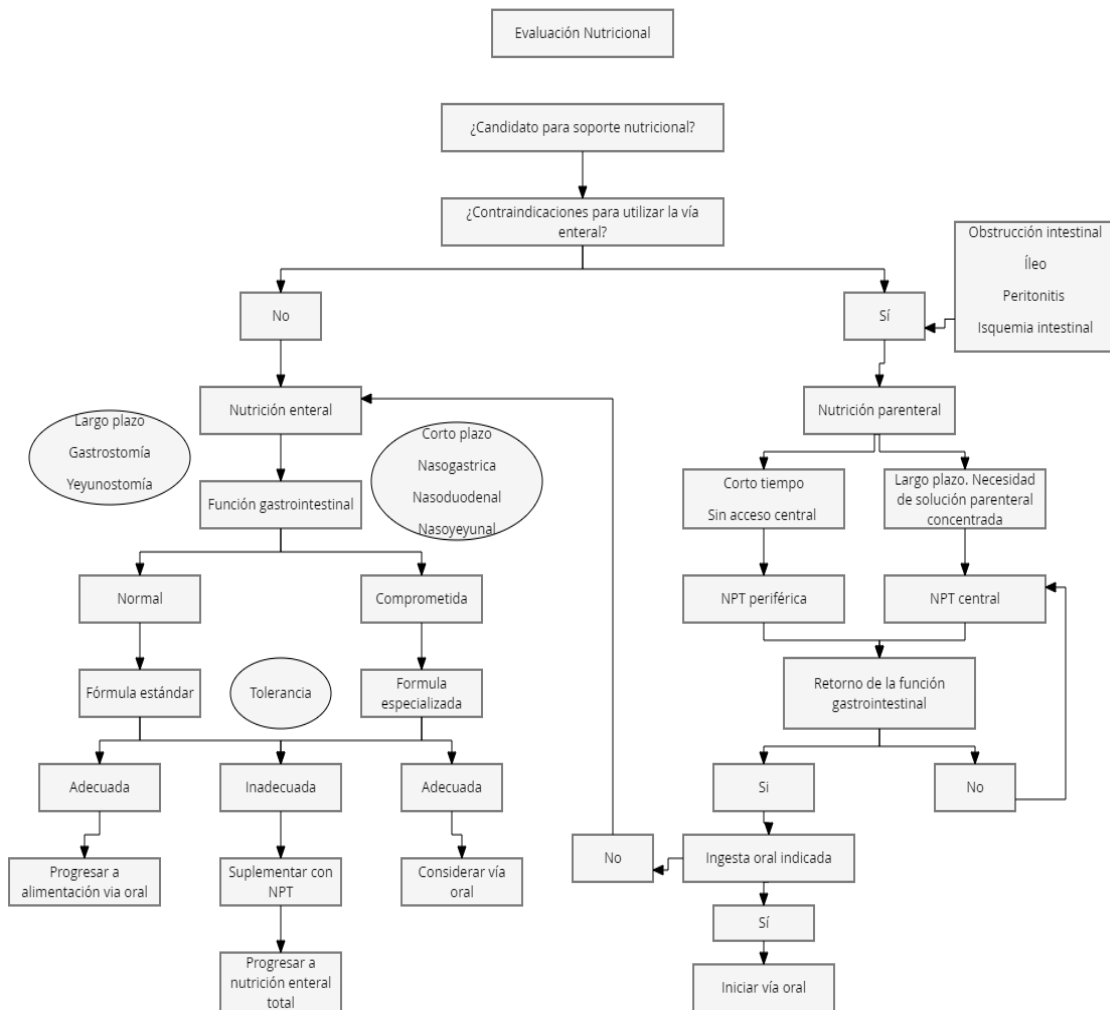 Evaluación Nutricional
¿Candidato para soporte nutricional?
¿Contraindicaciones para utilizar la vía
enteral?
Obstrucción intestinal
Íleo
Peritonitis
Isquemia intestinal
No
Sí
Nutrición enteral
Nutrición parenteral
Largo plazo
Gastrostomía
Yeyunostomía
Corto plazo
Nasogastrica
Nasoduodenal
Nasoyeyunal
Función gastrointestinal
Corto tiempo
Sin acceso central
Largo plazo. Necesidad
de solución parenteral
concentrada
Normal
Comprometida
NPT periférica
NPT central
Fórmula estándar
Tolerancia
Formula
especializada
Retorno de la función
gastrointestinal
Adecuada
Inadecuada
Adecuada
Si
No
Progresar a
alimentación via oral
Suplementar con
NPT
Considerar vía
oral
No
Ingesta oral indicada
Sí
Progresar a
nutrición enteral
total
Iniciar vía oral